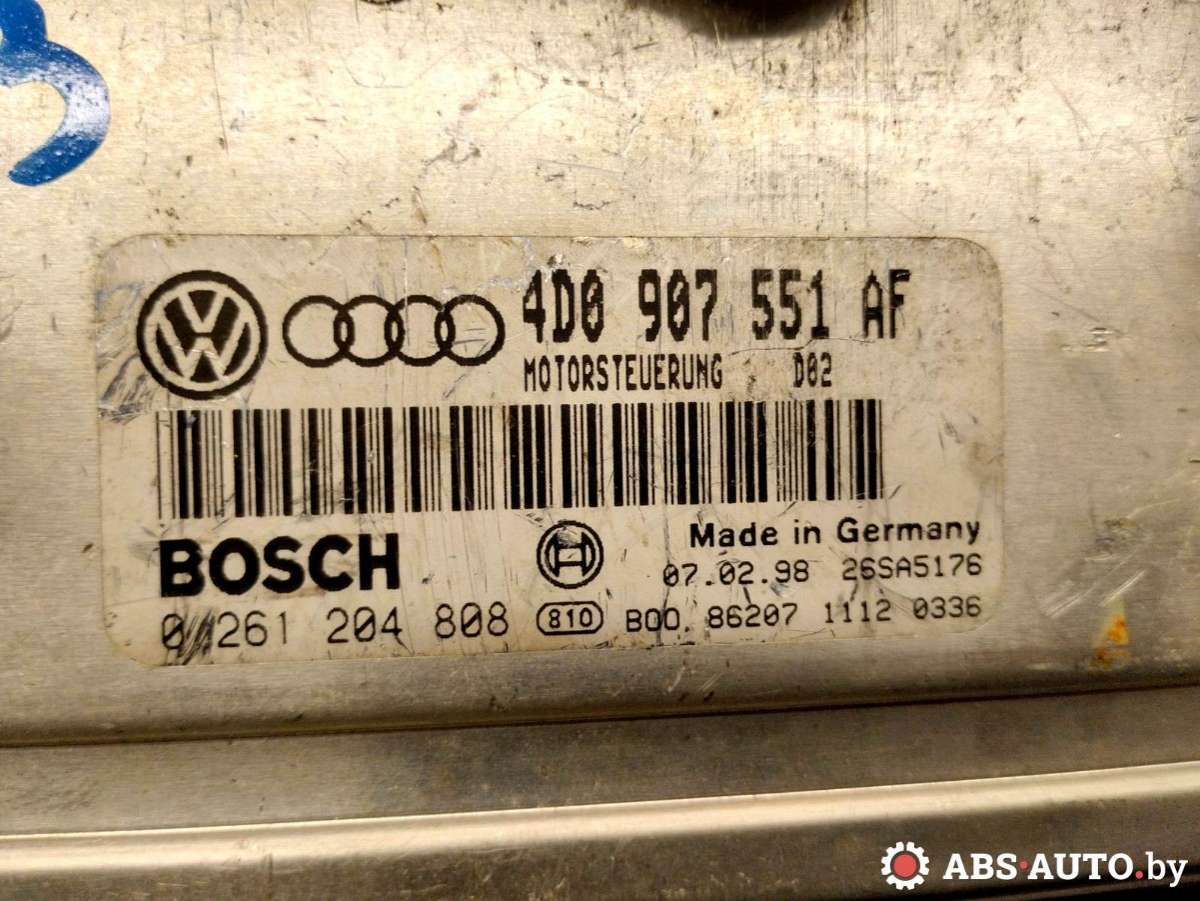 3
4D0 907 551 AF
MOTORSTEUERUNG D02
BOSCH
Made in Germany
07.02.98 26SA5176
0 261 204 808 810 B00. 86207 1112 0336
ABS·AUTO.by